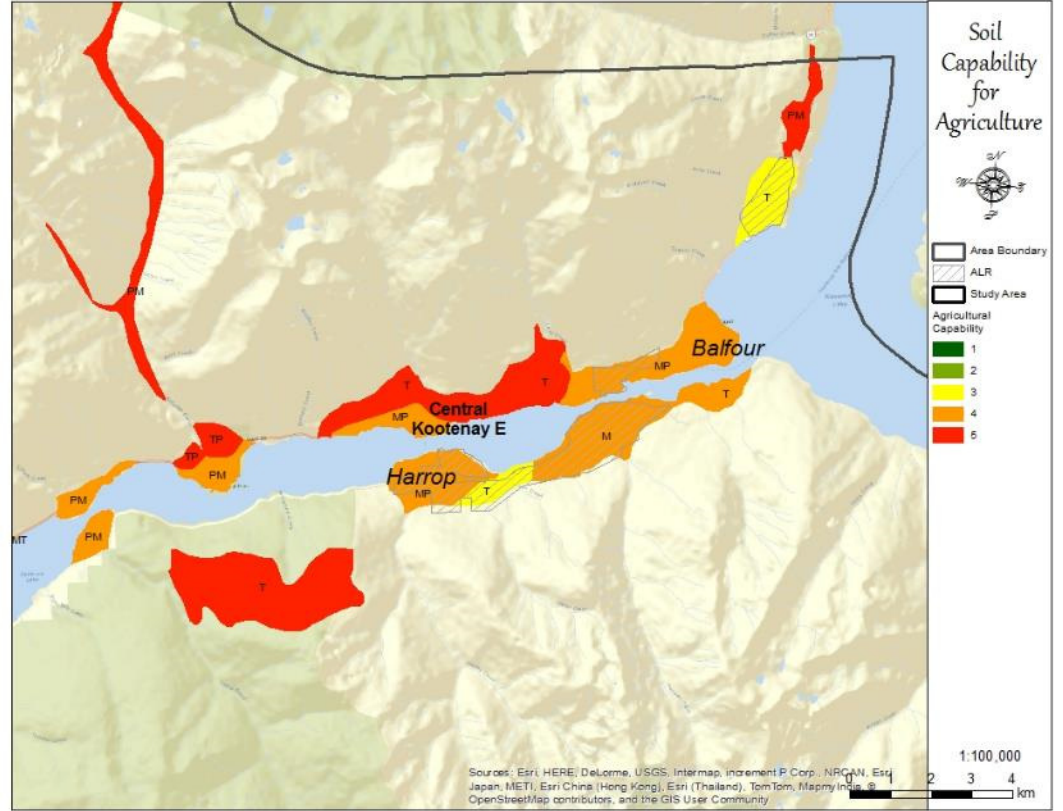 Soil
Capability
for
Agriculture
N
W
Area Boundary
ALR
Study Area
Agricultural
Capability
1
2
3
4
5
1:100,000
0 1 2 3 4
km
PM
T
PM
Balfour
MP
T
T
T
Central
Kootenay E
MP
M
TP
TP
PM
Harrop
MP
T
PM
PM
MT
T
Sources: Esri, HERE, DeLorme, USGS, Intermap, increment P Corp., NRCAN, Esri
Japan, METI, Esri China (Hong Kong), Esri (Thailand), TomTom, MapmyIndia, ©
OpenStreetMap contributors, and the GIS User Community